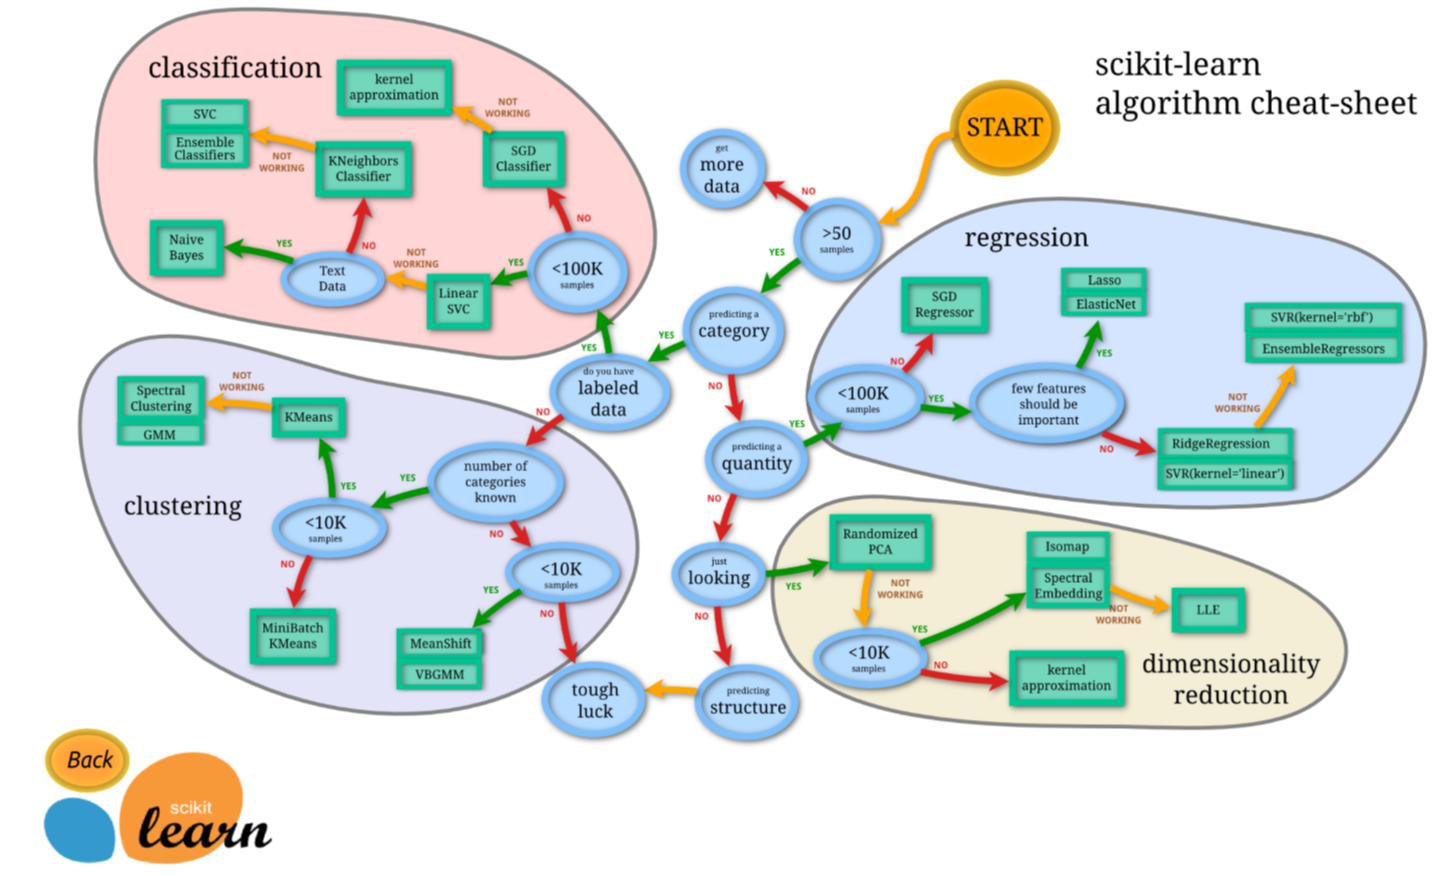 scikit-learn
algorithm cheat-sheet
START
get
more
data
NO
>50
samples
YES
predicting a
category
YES
NO
do you have
labeled
data
YES
NO
predicting a
quantity
YES
NO
just
looking
YES
NO
predicting
structure
tough
luck
classification
kernel
approximation
NOT
WORKING
SGD
Classifier
NO
<100K
samples
YES
Linear
SVC
NOT
WORKING
Text
Data
YES
Naive
Bayes
NO
KNeighbors
Classifier
NOT
WORKING
SVC
Ensemble
Classifiers
regression
<100K
samples
NO
SGD
Regressor
YES
few features
should be
important
YES
Lasso
ElasticNet
NO
RidgeRegression
SVR(kernel='linear')
NOT
WORKING
SVR(kernel='rbf')
EnsembleRegressors
clustering
number of
categories
known
YES
<10K
samples
YES
KMeans
NOT
WORKING
Spectral
Clustering
GMM
NO
MiniBatch
KMeans
NO
<10K
samples
YES
MeanShift
VBGMM
NO
dimensionality
reduction
Randomized
PCA
NOT
WORKING
<10K
samples
YES
Isomap
Spectral
Embedding
NOT
WORKING
LLE
NO
kernel
approximation
Back
scikit
learn